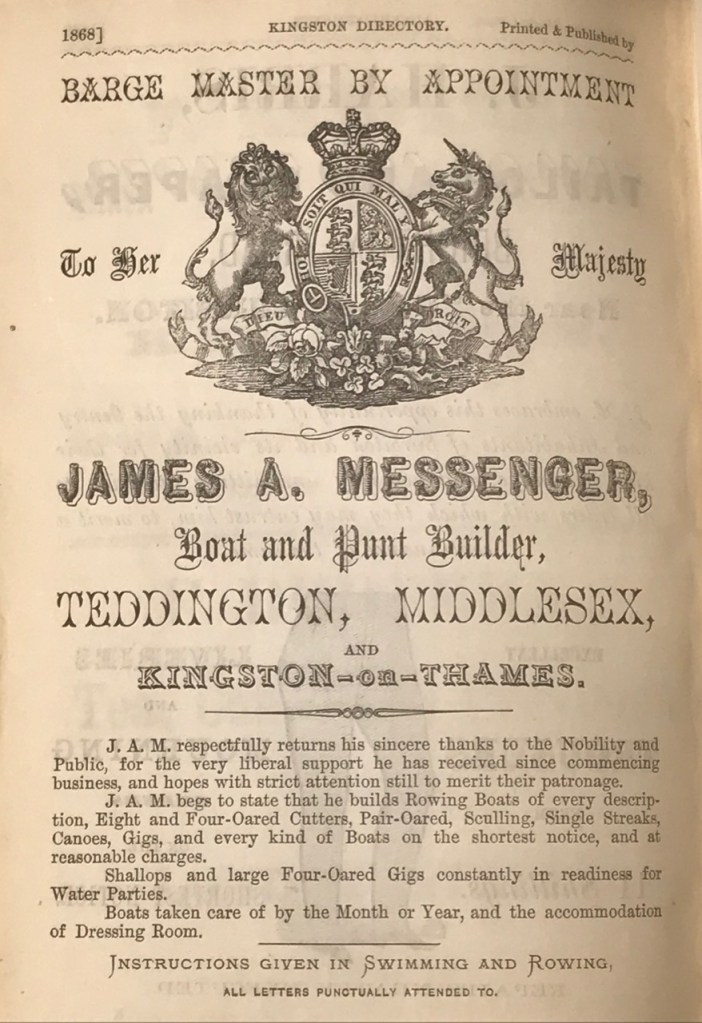 1868] KINGSTON DIRECTORY. Printed & Published by
BARGE MASTER BY APPOINTMENT
SOIT QUI MAL Y
To Her Majesty
DIEU DROIT
JAMES A. MESSENGER,
Boat and Punt Builder,
TEDDINGTON, MIDDLESEX,
AND
KINGSTON-on-THAMES.
J. A. M. respectfully returns his sincere thanks to the Nobility and
Public, for the very liberal support he has received since commencing
business, and hopes with strict attention still to merit their patronage.
J. A. M. begs to state that he builds Rowing Boats of every descrip-
tion, Eight and Four-Oared Cutters, Pair-Oared, Sculling, Single Streaks,
Canoes, Gigs, and every kind of Boats on the shortest notice, and at
reasonable charges.
Shallops and large Four-Oared Gigs constantly in readiness for
Water Parties.
Boats taken care of by the Month or Year, and the accommodation
of Dressing Room.
INSTRUCTIONS GIVEN IN SWIMMING AND ROWING,
ALL LETTERS PUNCTUALLY ATTENDED TO.